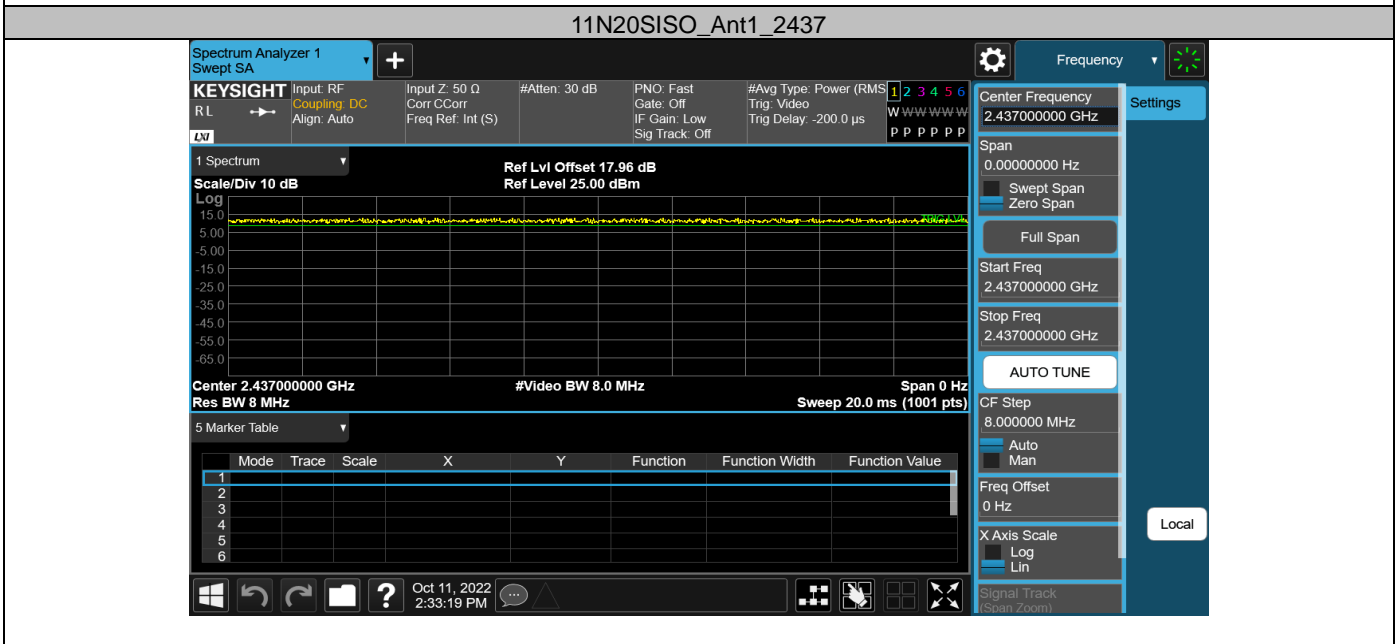 11N20SISO_Ant1_2437
Spectrum Analyzer 1
Swept SA
Frequency
KEYSIGHT
RL
LXI
Input: RF
Coupling: DC
Align: Auto
Input Z: 50 Ω
Corr CCorr
Freq Ref: Int (S)
#Atten: 30 dB
PNO: Fast
Gate: Off
IF Gain: Low
Sig Track: Off
#Avg Type: Power (RMS
Trig: Video
Trig Delay: -200.0 µs
1 2 3 4 5 6
W W W W W W
P P P P P P
1 Spectrum
Scale/Div 10 dB
Log
Ref Lvl Offset 17.96 dB
Ref Level 25.00 dBm
15.0
TRIG LVL
5.00
-5.00
-15.0
-25.0
-35.0
-45.0
-55.0
-65.0
Center 2.437000000 GHz
#Video BW 8.0 MHz
Span 0 Hz
Res BW 8 MHz
Sweep 20.0 ms (1001 pts)
5 Marker Table
Mode Trace Scale X Y Function Function Width Function Value
1
2
3
4
5
6
Oct 11, 2022
2:33:19 PM
Center Frequency
2.437000000 GHz
Span
0.00000000 Hz
Swept Span
Zero Span
Full Span
Start Freq
2.437000000 GHz
Stop Freq
2.437000000 GHz
AUTO TUNE
CF Step
8.000000 MHz
Auto
Man
Freq Offset
0 Hz
X Axis Scale
Log
Lin
Signal Track
(Span Zoom)
Settings
Local